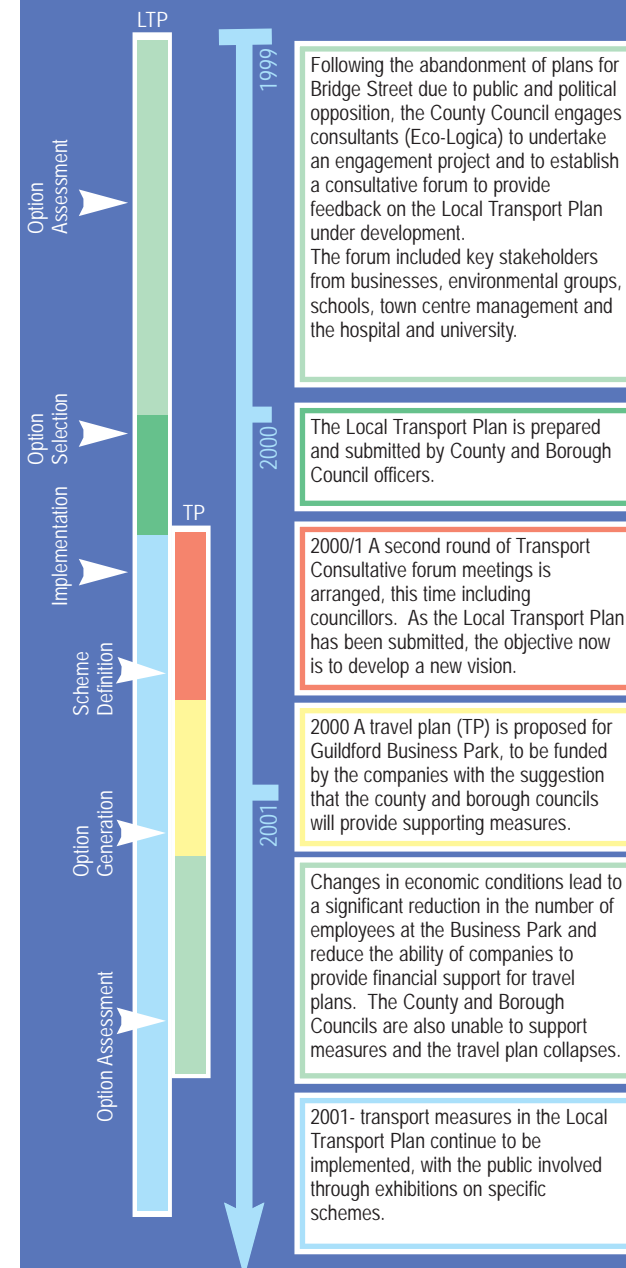 LTP
1999
Option
Assessment
Following the abandonment of plans for
Bridge Street due to public and political
opposition, the County Council engages
consultants (Eco-Logica) to undertake
an engagement project and to establish
a consultative forum to provide
feedback on the Local Transport Plan
under development.
The forum included key stakeholders
from businesses, environmental groups,
schools, town centre management and
the hospital and university.
Option
Selection
2000
The Local Transport Plan is prepared
and submitted by County and Borough
Council officers.
Implementation
TP
2000/1 A second round of Transport
Consultative forum meetings is
arranged, this time including
councillors. As the Local Transport Plan
has been submitted, the objective now
is to develop a new vision.
Scheme
Definition
2000 A travel plan (TP) is proposed for
Guildford Business Park, to be funded
by the companies with the suggestion
that the county and borough councils
will provide supporting measures.
Option
Generation
2001
Changes in economic conditions lead to
a significant reduction in the number of
employees at the Business Park and
reduce the ability of companies to
provide financial support for travel
plans. The County and Borough
Councils are also unable to support
measures and the travel plan collapses.
Option Assessment
2001- transport measures in the Local
Transport Plan continue to be
implemented, with the public involved
through exhibitions on specific
schemes.